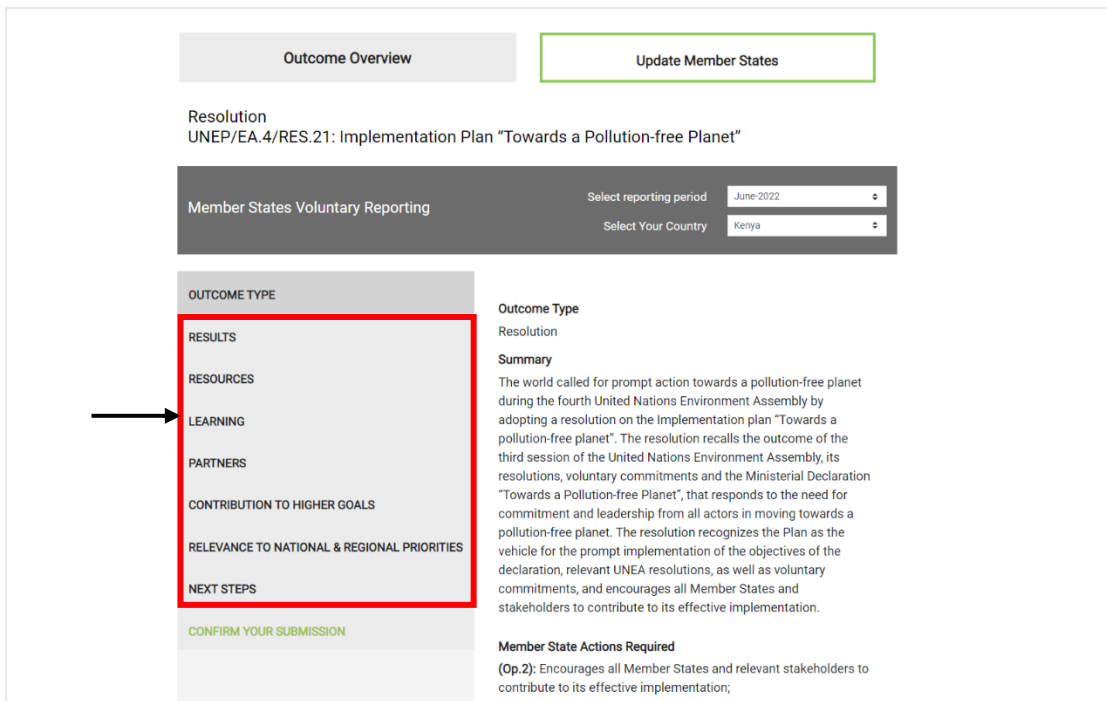 Outcome Overview
Update Member States
Resolution
UNEP/EA.4/RES.21: Implementation Plan “Towards a Pollution-free Planet”
Member States Voluntary Reporting
Select reporting period
June-2022
Select Your Country
Kenya
OUTCOME TYPE
RESULTS
RESOURCES
LEARNING
PARTNERS
CONTRIBUTION TO HIGHER GOALS
RELEVANCE TO NATIONAL & REGIONAL PRIORITIES
NEXT STEPS
CONFIRM YOUR SUBMISSION
Outcome Type
Resolution
Summary
The world called for prompt action towards a pollution-free planet
during the fourth United Nations Environment Assembly by
adopting a resolution on the Implementation plan “Towards a
pollution-free planet”. The resolution recalls the outcome of the
third session of the United Nations Environment Assembly, its
resolutions, voluntary commitments and the Ministerial Declaration
“Towards a Pollution-free Planet”, that responds to the need for
commitment and leadership from all actors in moving towards a
pollution-free planet. The resolution recognizes the Plan as the
vehicle for the prompt implementation of the objectives of the
declaration, relevant UNEA resolutions, as well as voluntary
commitments, and encourages all Member States and
stakeholders to contribute to its effective implementation.
Member State Actions Required
(Op.2): Encourages all Member States and relevant stakeholders to
contribute to its effective implementation;